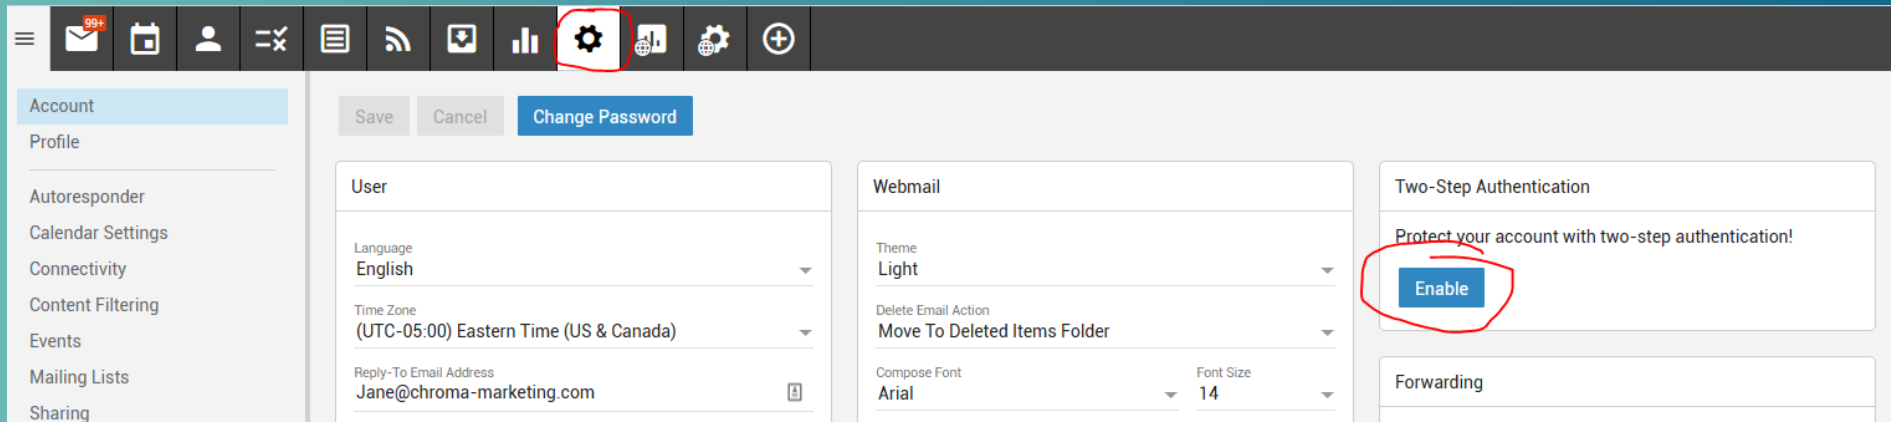 99+
Account
Profile
Autoresponder
Calendar Settings
Connectivity
Content Filtering
Events
Mailing Lists
Sharing
Save Cancel Change Password
User
Language
English
Time Zone
(UTC-05:00) Eastern Time (US & Canada)
Reply-To Email Address
Jane@chroma-marketing.com
Webmail
Theme
Light
Delete Email Action
Move To Deleted Items Folder
Compose Font Font Size
Arial 14
Two-Step Authentication
Protect your account with two-step authentication!
Enable
Forwarding